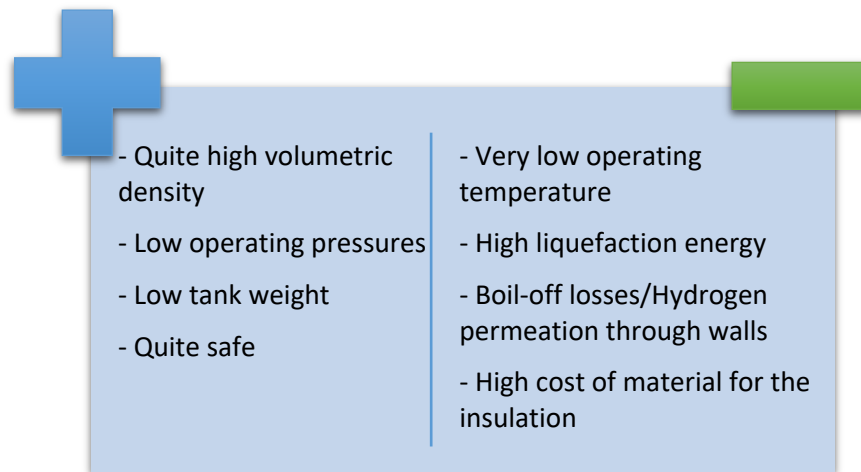 - Quite high volumetric
density
- Low operating pressures
- Low tank weight
- Quite safe
- Very low operating
temperature
- High liquefaction energy
- Boil-off losses/Hydrogen
permeation through walls
- High cost of material for the
insulation